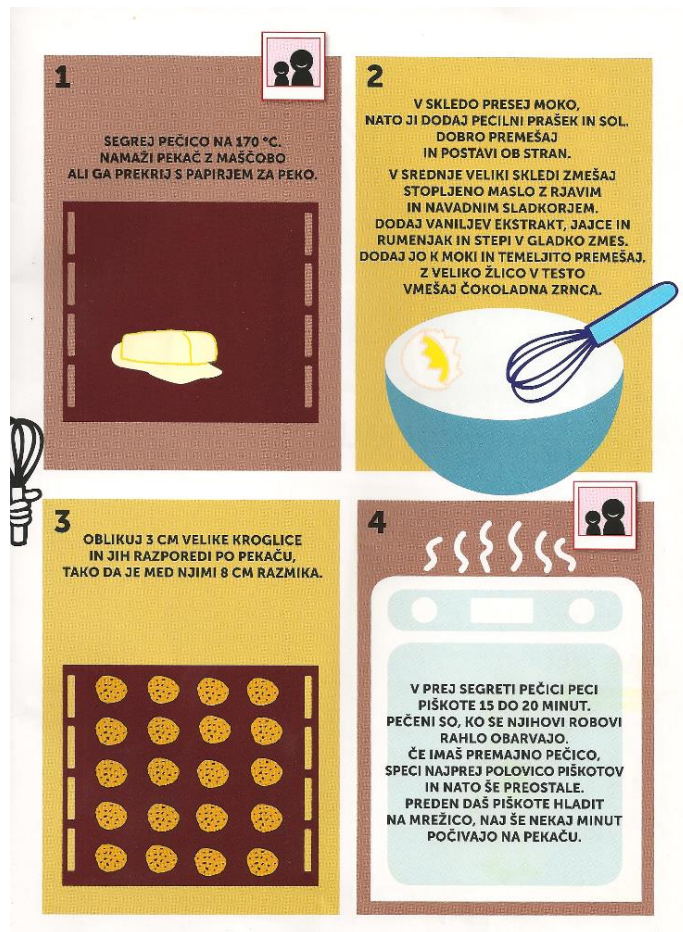 1
SEGREJ PEČICO NA 170 °C.
NAMAŽI PEKAČ Z MAŠČOBO
ALI GA PREKRIJ S PAPIRJEM ZA PEKO.
2
V SKLEDO PRESEJ MOKO,
NATO JI DODAJ PECILNI PRAŠEK IN SOL.
DOBRO PREMEŠAJ
IN POSTAVI OB STRAN.
V SREDNJE VELIKI SKLEDI ZMEŠAJ
STOPLJENO MASLO Z RJAVIM
IN NAVADNIM SLADKORJEM.
DODAJ VANILJEV EKSTRAKT, JAJCE IN
RUMENJAK IN STEPI V GLADKO ZMES.
DODAJ JO K MOKI IN TEMELJITO PREMEŠAJ.
Z VELIKO ŽLICO V TESTO
VMEŠAJ ČOKOLADNA ZRNCA.
3
OBLIKUJ 3 CM VELIKE KROGLICE
IN JIH RAZPOREDI PO PEKAČU,
TAKO DA JE MED NJIMI 8 CM RAZMIKA.
4
V PREJ SEGRETI PEČICI PECI
PIŠKOTE 15 DO 20 MINUT.
PEČENI SO, KO SE NJIHOVI ROBOVI
RAHLO OBARVAJO.
ČE IMAŠ PREMAJNO PEČICO,
SPECI NAJPREJ POLOVICO PIŠKOTOV
IN NATO ŠE PREOSTALE.
PREDEN DAŠ PIŠKOTE HLADIT
NA MREŽICO, NAJ ŠE NEKAJ MINUT
POČIVAJO NA PEKAČU.